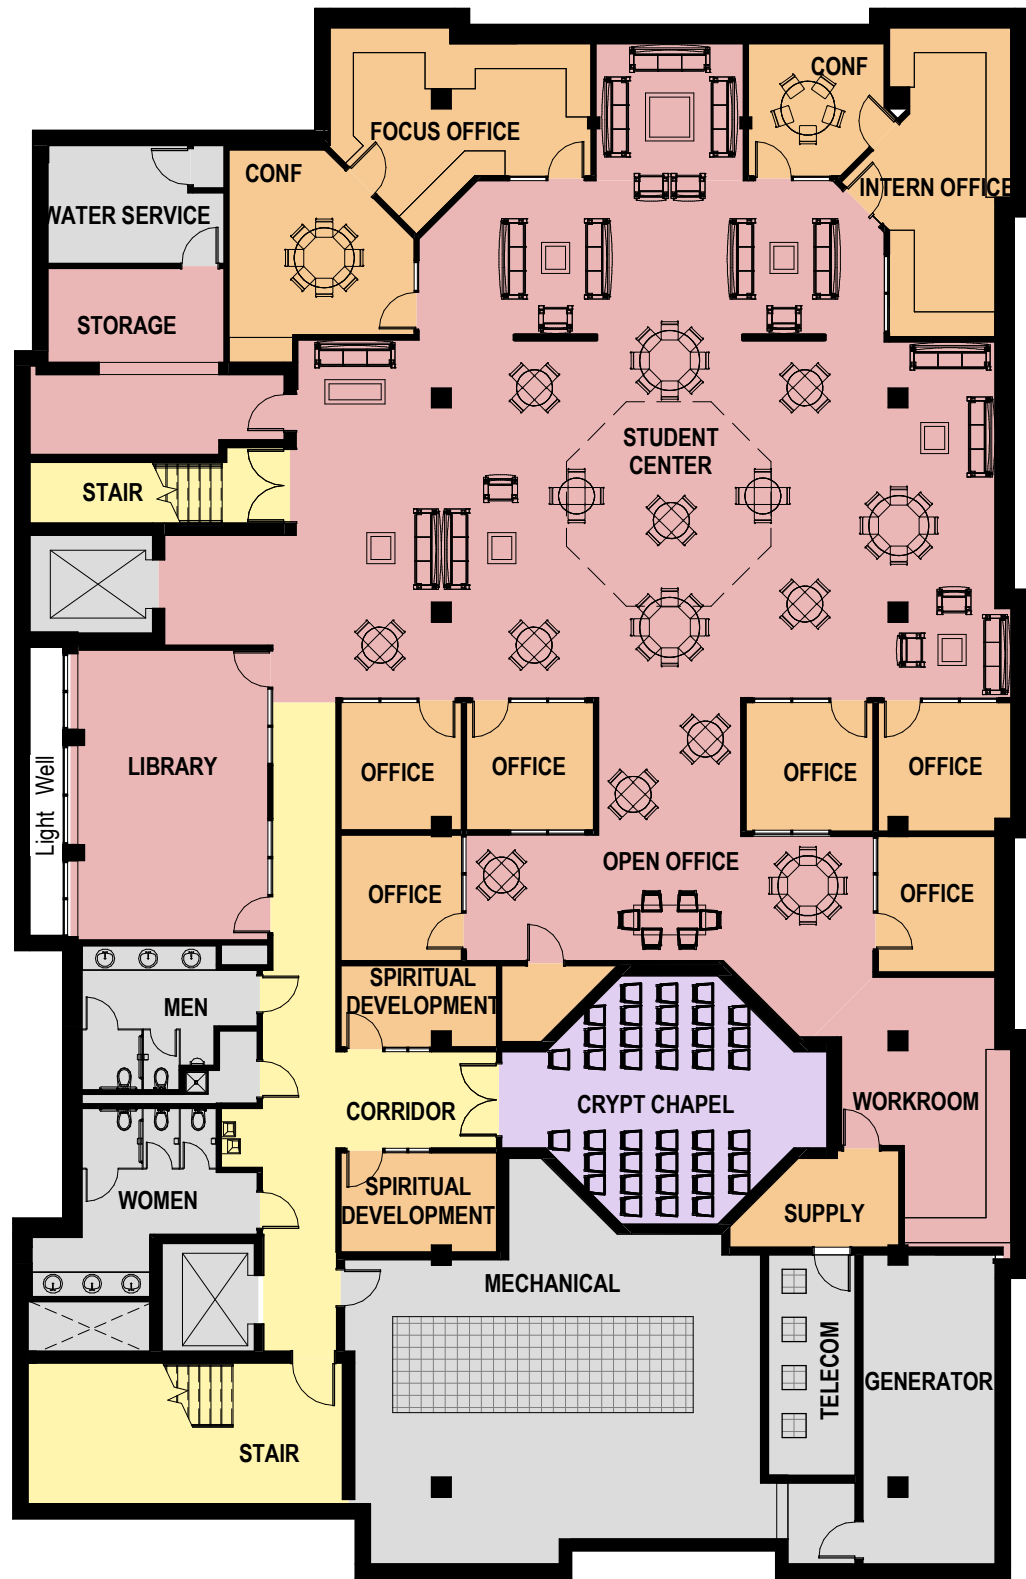 CONF
FOCUS OFFICE
CONF
INTERN OFFICE
WATER SERVICE
STORAGE
STUDENT
CENTER
STAIR
LIBRARY
Light Well
OFFICE
OFFICE
OFFICE
OFFICE
OPEN OFFICE
OFFICE
OFFICE
SPIRITUAL
DEVELOPMENT
MEN
CORRIDOR
CRYPT CHAPEL
WORKROOM
WOMEN
SPIRITUAL
DEVELOPMENT
SUPPLY
MECHANICAL
TELECOM
GENERATOR
STAIR